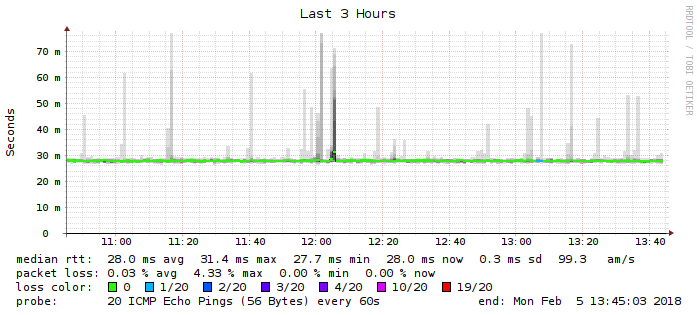 Last 3 Hours
RRDTOOL / TOBI OETIKER
Seconds
70 m
60 m
50 m
40 m
30 m
20 m
10 m
0
11:00 11:20 11:40 12:00 12:20 12:40 13:00 13:20 13:40
median rtt: 28.0 ms avg 31.4 ms max 27.7 ms min 28.0 ms now 0.3 ms sd 99.3 am/s
packet loss: 0.03 % avg 4.33 % max 0.00 % min 0.00 % now
loss color: 0 1/20 2/20 3/20 4/20 10/20 19/20
probe: 20 ICMP Echo Pings (56 Bytes) every 60s end: Mon Feb 5 13:45:03 2018